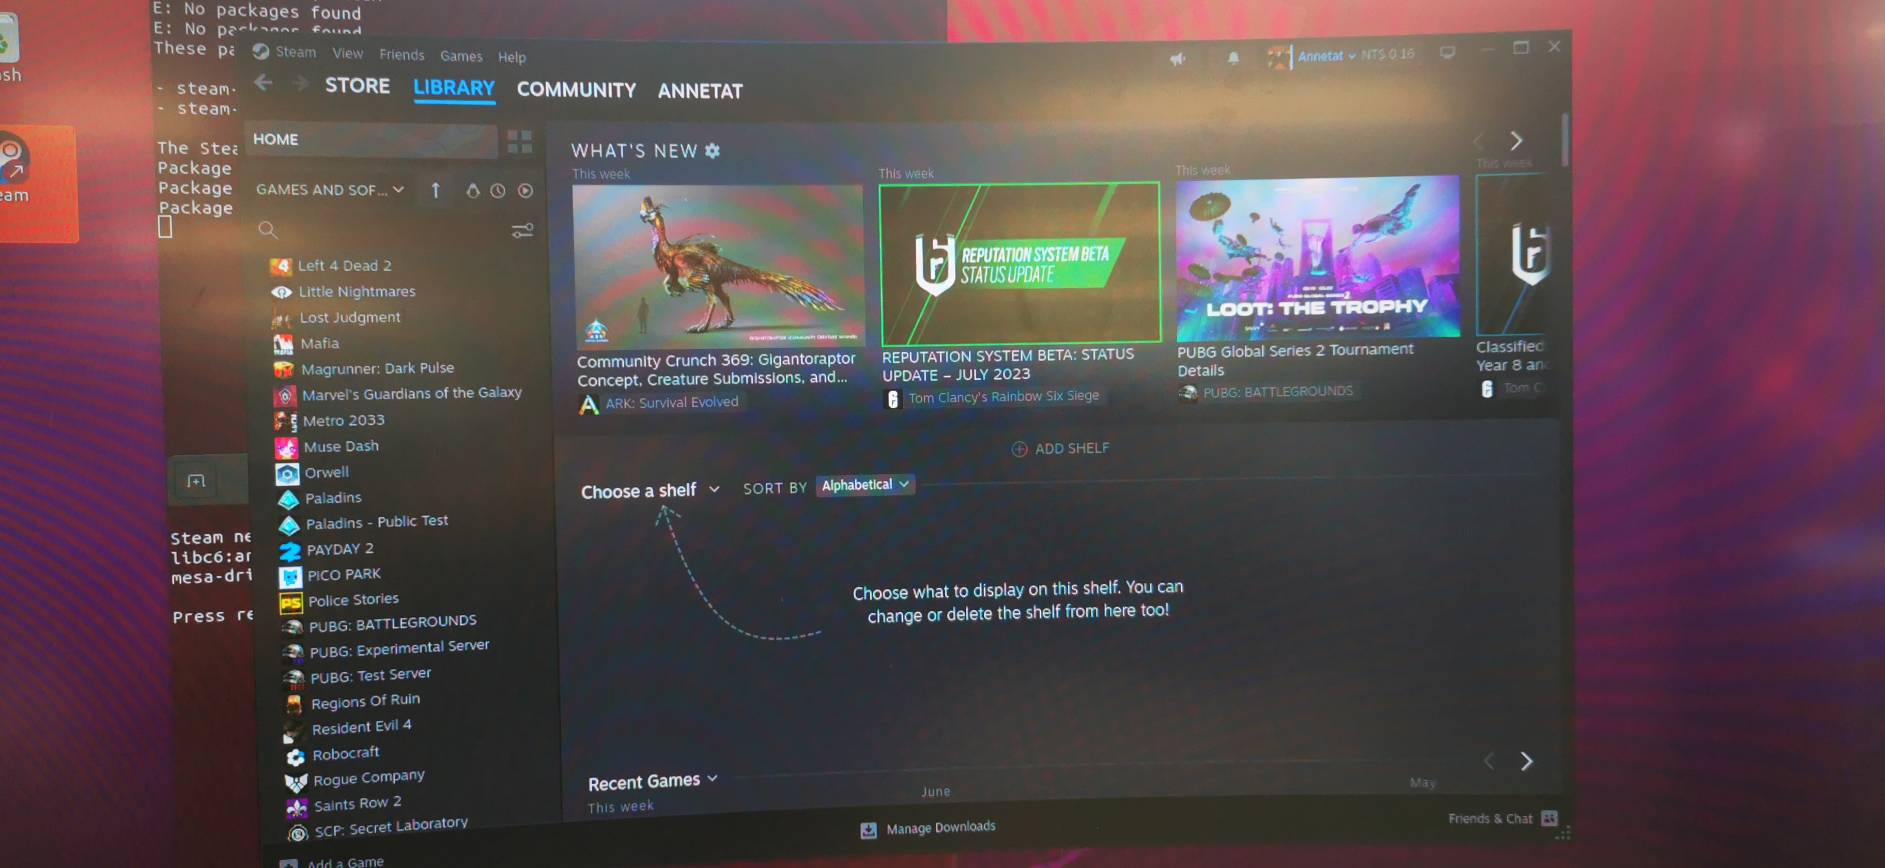 E: No packages found
E: No packages found
These pa
- steam-
- steam-
The Stea
Package
Package
Package
Steam ne
libc6:ar
mesa-dri
Press re
Steam View Friends Games Help
Annetat NT$ 0.16
STORE LIBRARY COMMUNITY ANNETAT
HOME
GAMES AND SOF...
Left 4 Dead 2
Little Nightmares
Lost Judgment
Mafia
Magrunner: Dark Pulse
Marvel's Guardians of the Galaxy
Metro 2033
Muse Dash
Orwell
Paladins
Paladins - Public Test
PAYDAY 2
PICO PARK
Police Stories
PUBG: BATTLEGROUNDS
PUBG: Experimental Server
PUBG: Test Server
Regions Of Ruin
Resident Evil 4
Robocraft
Rogue Company
Saints Row 2
SCP: Secret Laboratory
Add a Game
WHAT'S NEW
This week
Community Crunch 369: Gigantoraptor
Concept, Creature Submissions, and...
ARK: Survival Evolved
This week
REPUTATION SYSTEM BETA
STATUS UPDATE
REPUTATION SYSTEM BETA: STATUS
UPDATE – JULY 2023
Tom Clancy's Rainbow Six Siege
This week
LOOT: THE TROPHY
PUBG Global Series 2 Tournament
Details
PUBG: BATTLEGROUNDS
This week
Classified
Year 8 and
Tom C
ADD SHELF
Choose a shelf SORT BY Alphabetical
Choose what to display on this shelf. You can
change or delete the shelf from here too!
Recent Games
This week
June
May
Manage Downloads
Friends & Chat
ash
eam